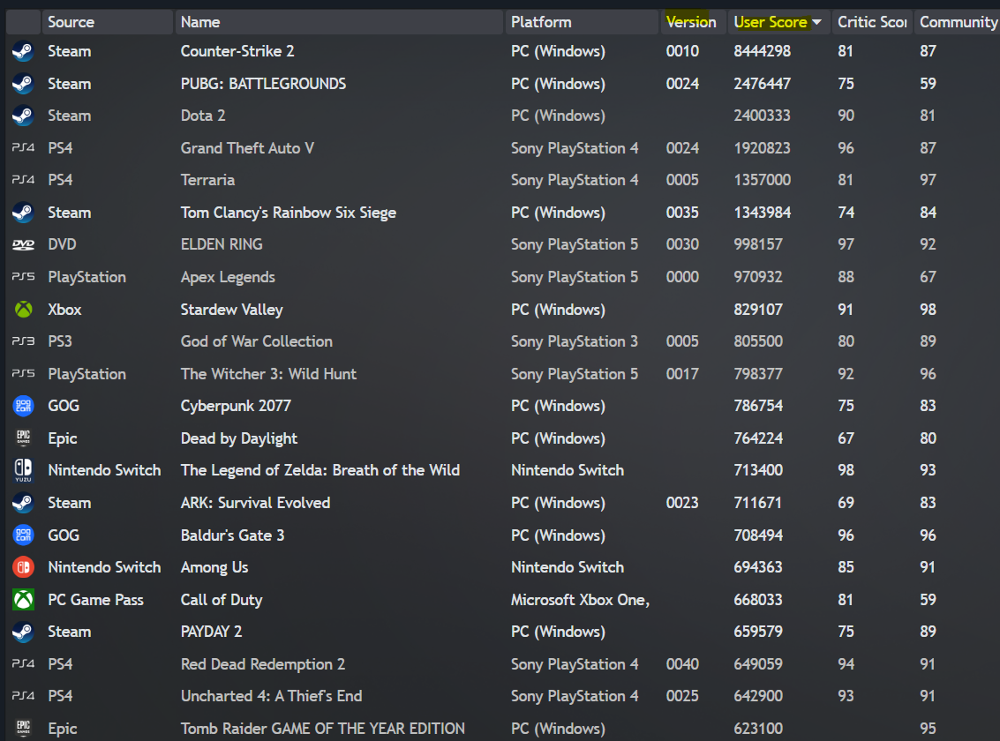 Source Name Platform Version User Score Critic Scor Community
Steam Counter-Strike 2 PC (Windows) 0010 8444298 81 87
Steam PUBG: BATTLEGROUNDS PC (Windows) 0024 2476447 75 59
Steam Dota 2 PC (Windows) 2400333 90 81
PS4 PS4 Grand Theft Auto V Sony PlayStation 4 0024 1920823 96 87
PS4 PS4 Terraria Sony PlayStation 4 0005 1357000 81 97
Steam Tom Clancy's Rainbow Six Siege PC (Windows) 0035 1343984 74 84
DVD DVD ELDEN RING Sony PlayStation 5 0030 998157 97 92
PS5 PlayStation Apex Legends Sony PlayStation 5 0000 970932 88 67
Xbox Stardew Valley PC (Windows) 829107 91 98
PS3 PS3 God of War Collection Sony PlayStation 3 0005 805500 80 89
PS5 PlayStation The Witcher 3: Wild Hunt Sony PlayStation 5 0017 798377 92 96
GOG COM GOG Cyberpunk 2077 PC (Windows) 786754 75 83
EPIC GAMES Epic Dead by Daylight PC (Windows) 764224 67 80
YUZU Nintendo Switch The Legend of Zelda: Breath of the Wild Nintendo Switch 713400 98 93
Steam ARK: Survival Evolved PC (Windows) 0023 711671 69 83
GOG COM GOG Baldur's Gate 3 PC (Windows) 708494 96 96
Nintendo Switch Among Us Nintendo Switch 694363 85 91
PC Game Pass Call of Duty Microsoft Xbox One, 668033 81 59
Steam PAYDAY 2 PC (Windows) 659579 75 89
PS4 PS4 Red Dead Redemption 2 Sony PlayStation 4 0040 649059 94 91
PS4 PS4 Uncharted 4: A Thief's End Sony PlayStation 4 0025 642900 93 91
EPIC GAMES Epic Tomb Raider GAME OF THE YEAR EDITION PC (Windows) 623100 95